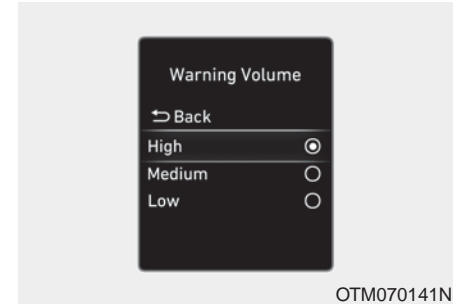 Warning Volume
Back
High
Medium
Low
OTM070141N